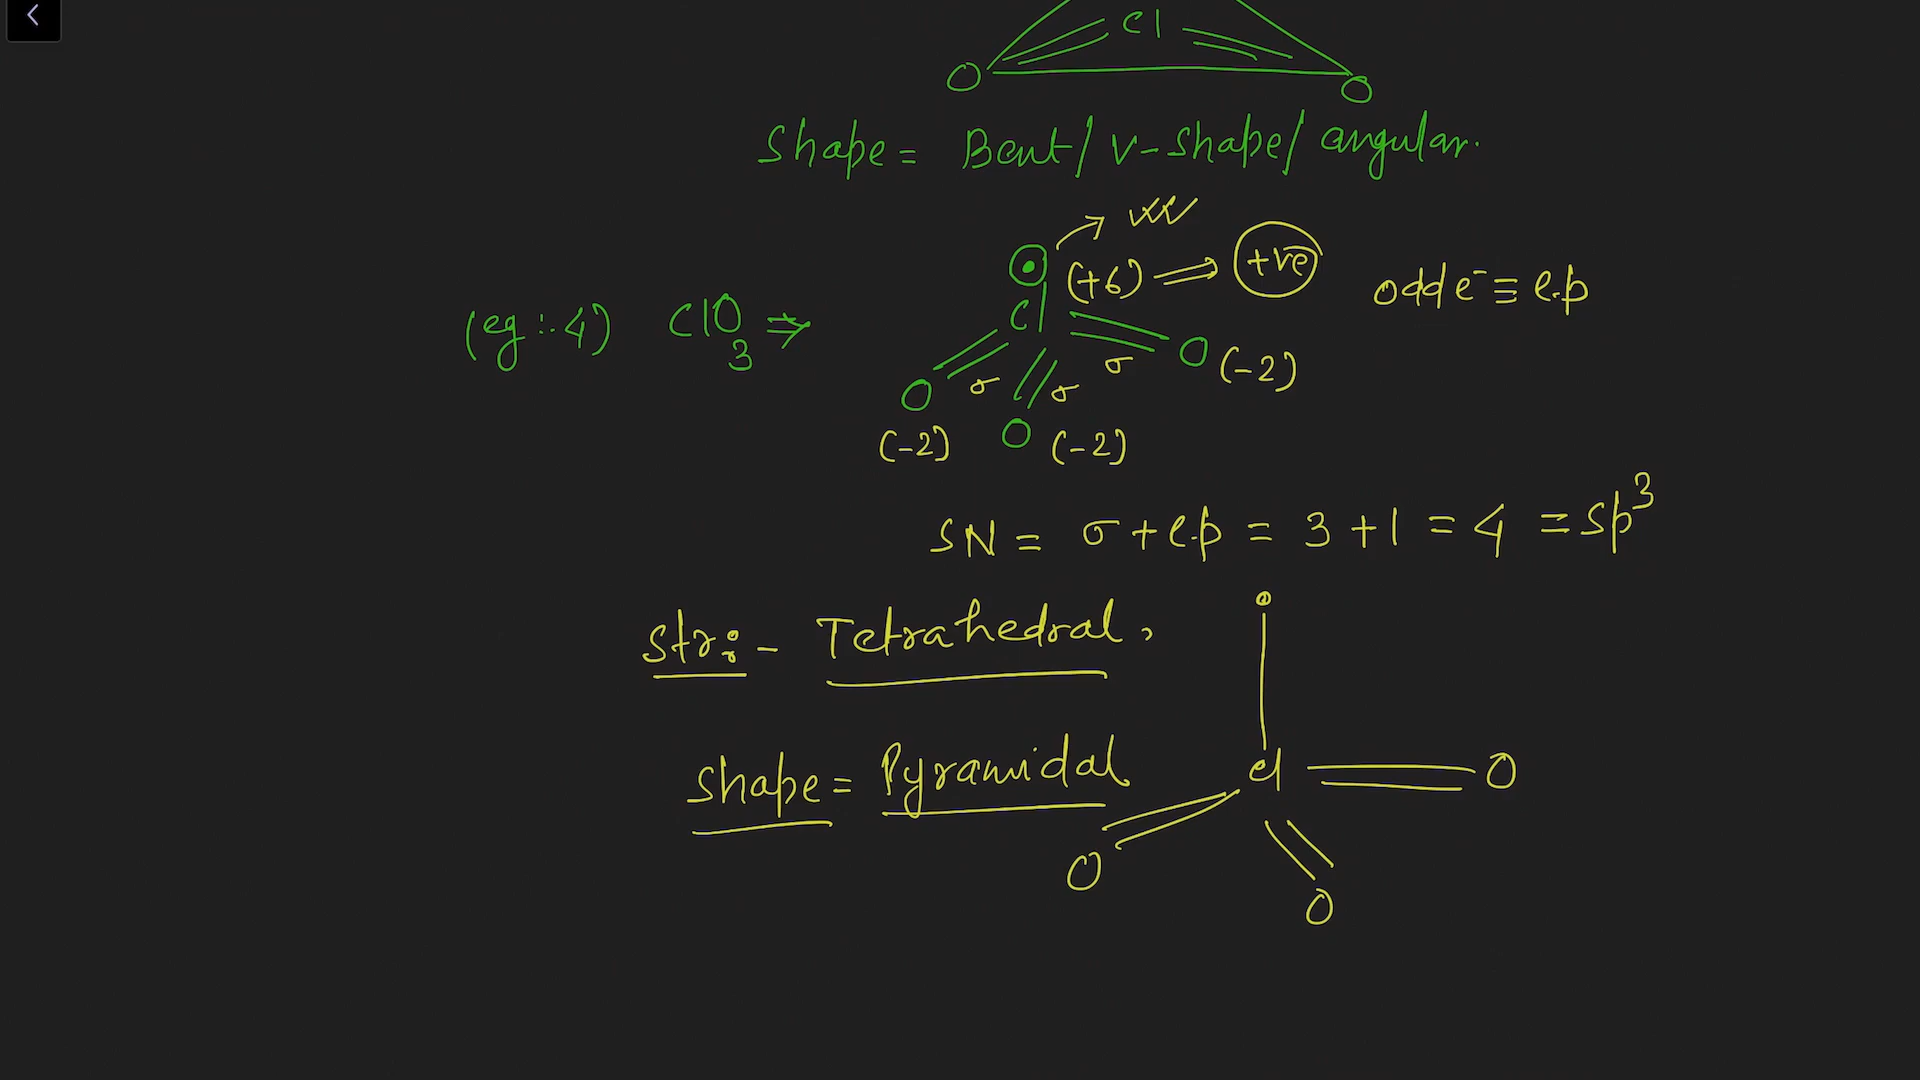 Cl
O O
Shape = Bent/ V-Shape/ angular.
(+6) ⇒ (+ve) odd e⁻ ≡ l.p
(eg:-4) ClO₃ ⇒ Cl
O σ σ σ O (-2)
(-2) O (-2)
SN = σ + l.p = 3 + 1 = 4 = sp³
Str:- Tetrahedral,
Shape = Pyramidal Cl O
O
O